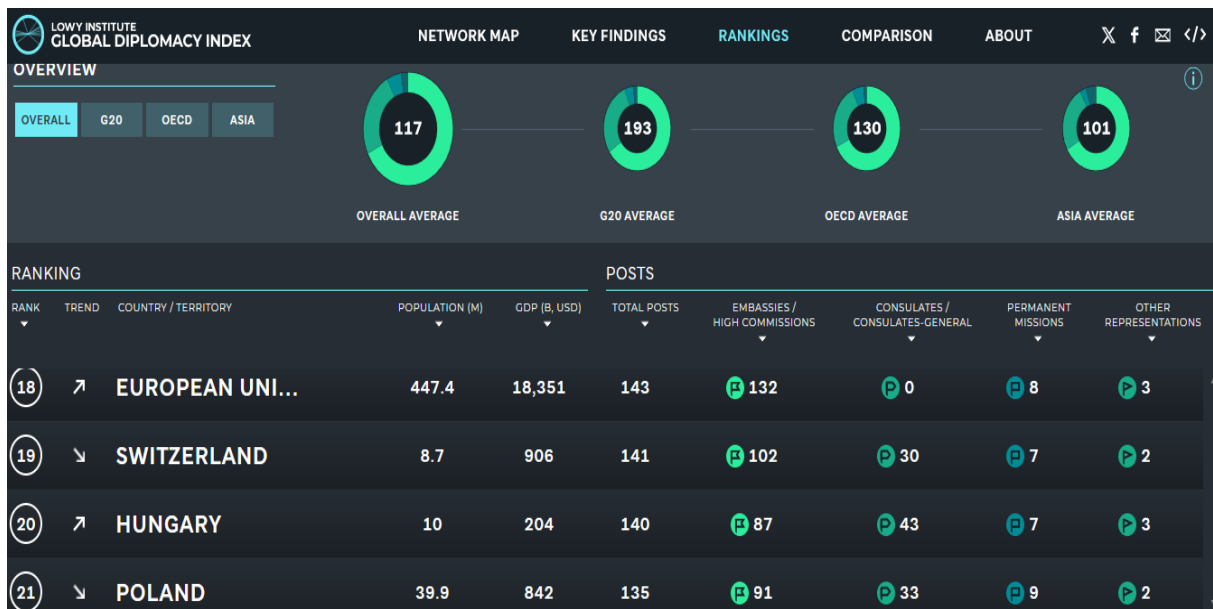 LOWY INSTITUTE
GLOBAL DIPLOMACY INDEX
NETWORK MAP KEY FINDINGS RANKINGS COMPARISON ABOUT X f </>
OVERVIEW
OVERALL G20 OECD ASIA
117 193 130 101
OVERALL AVERAGE G20 AVERAGE OECD AVERAGE ASIA AVERAGE
RANKING POSTS
RANK TREND COUNTRY / TERRITORY POPULATION (M) GDP (B, USD) TOTAL POSTS EMBASSIES / HIGH COMMISSIONS CONSULATES / CONSULATES-GENERAL PERMANENT MISSIONS OTHER REPRESENTATIONS
18 EUROPEAN UNI... 447.4 18,351 143 132 0 8 3
19 SWITZERLAND 8.7 906 141 102 30 7 2
20 HUNGARY 10 204 140 87 43 7 3
21 POLAND 39.9 842 135 91 33 9 2